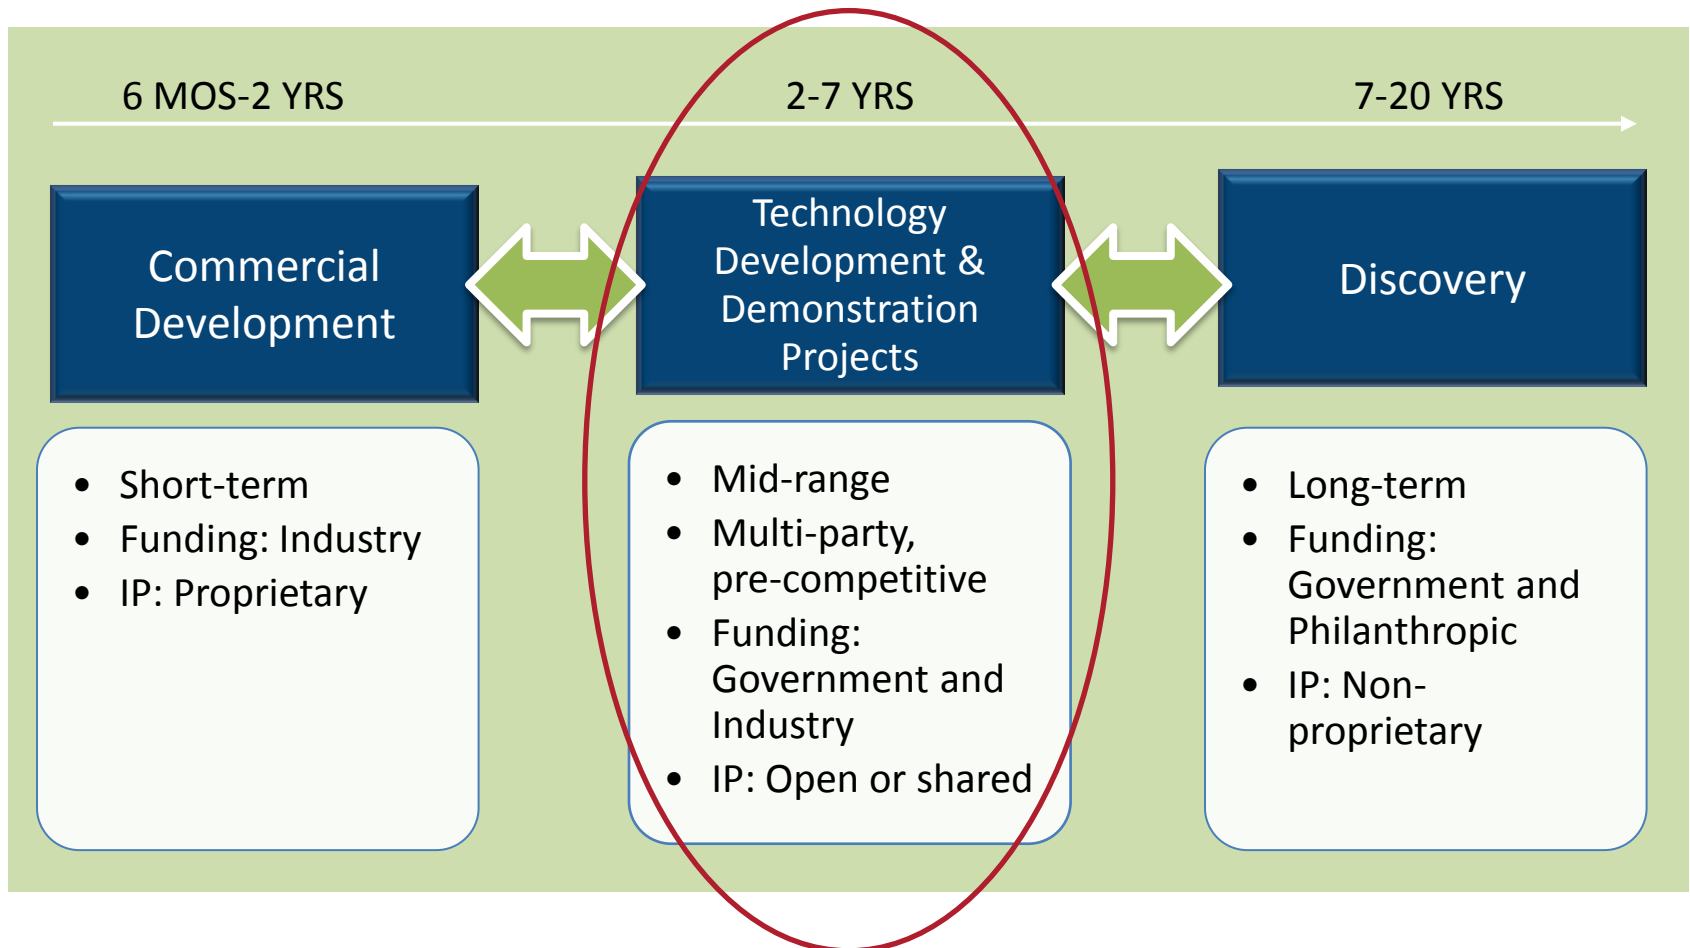 6 MOS-2 YRS
2-7 YRS
7-20 YRS
Commercial
Development
Technology
Development &
Demonstration
Projects
Discovery
• Short-term
• Funding: Industry
• IP: Proprietary
• Mid-range
• Multi-party,
pre-competitive
• Funding:
Government and
Industry
• IP: Open or shared
• Long-term
• Funding:
Government and
Philanthropic
• IP: Non-
proprietary